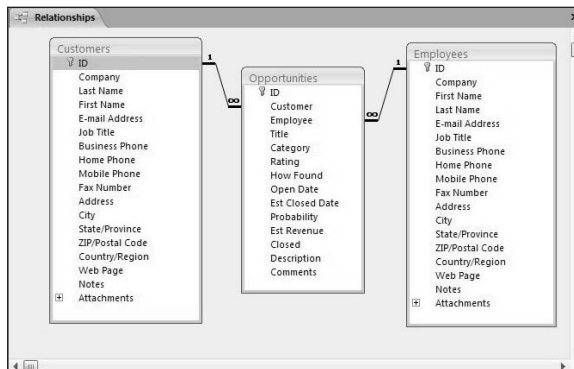 Relationships
Customers
ID
Company
Last Name
First Name
E-mail Address
Job Title
Business Phone
Home Phone
Mobile Phone
Fax Number
Address
City
State/Province
ZIP/Postal Code
Country/Region
Web Page
Notes
Attachments
1
∞
Opportunities
ID
Customer
Employee
Title
Category
Rating
How Found
Open Date
Est Closed Date
Probability
Est Revenue
Closed
Description
Comments
1
∞
Employees
ID
Company
First Name
Last Name
E-mail Address
Job Title
Business Phone
Home Phone
Mobile Phone
Fax Number
Address
City
State/Province
ZIP/Postal Code
Country/Region
Web Page
Notes
Attachments